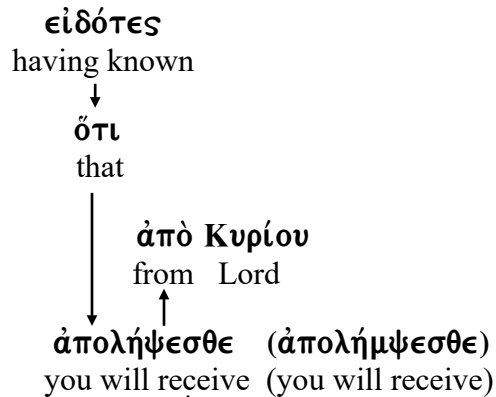 εἰδότες
having known
ὅτι
that
ἀπὸ Κυρίου
from Lord
ἀπολήψεσθε (ἀπολήμψεσθε)
you will receive (you will receive)